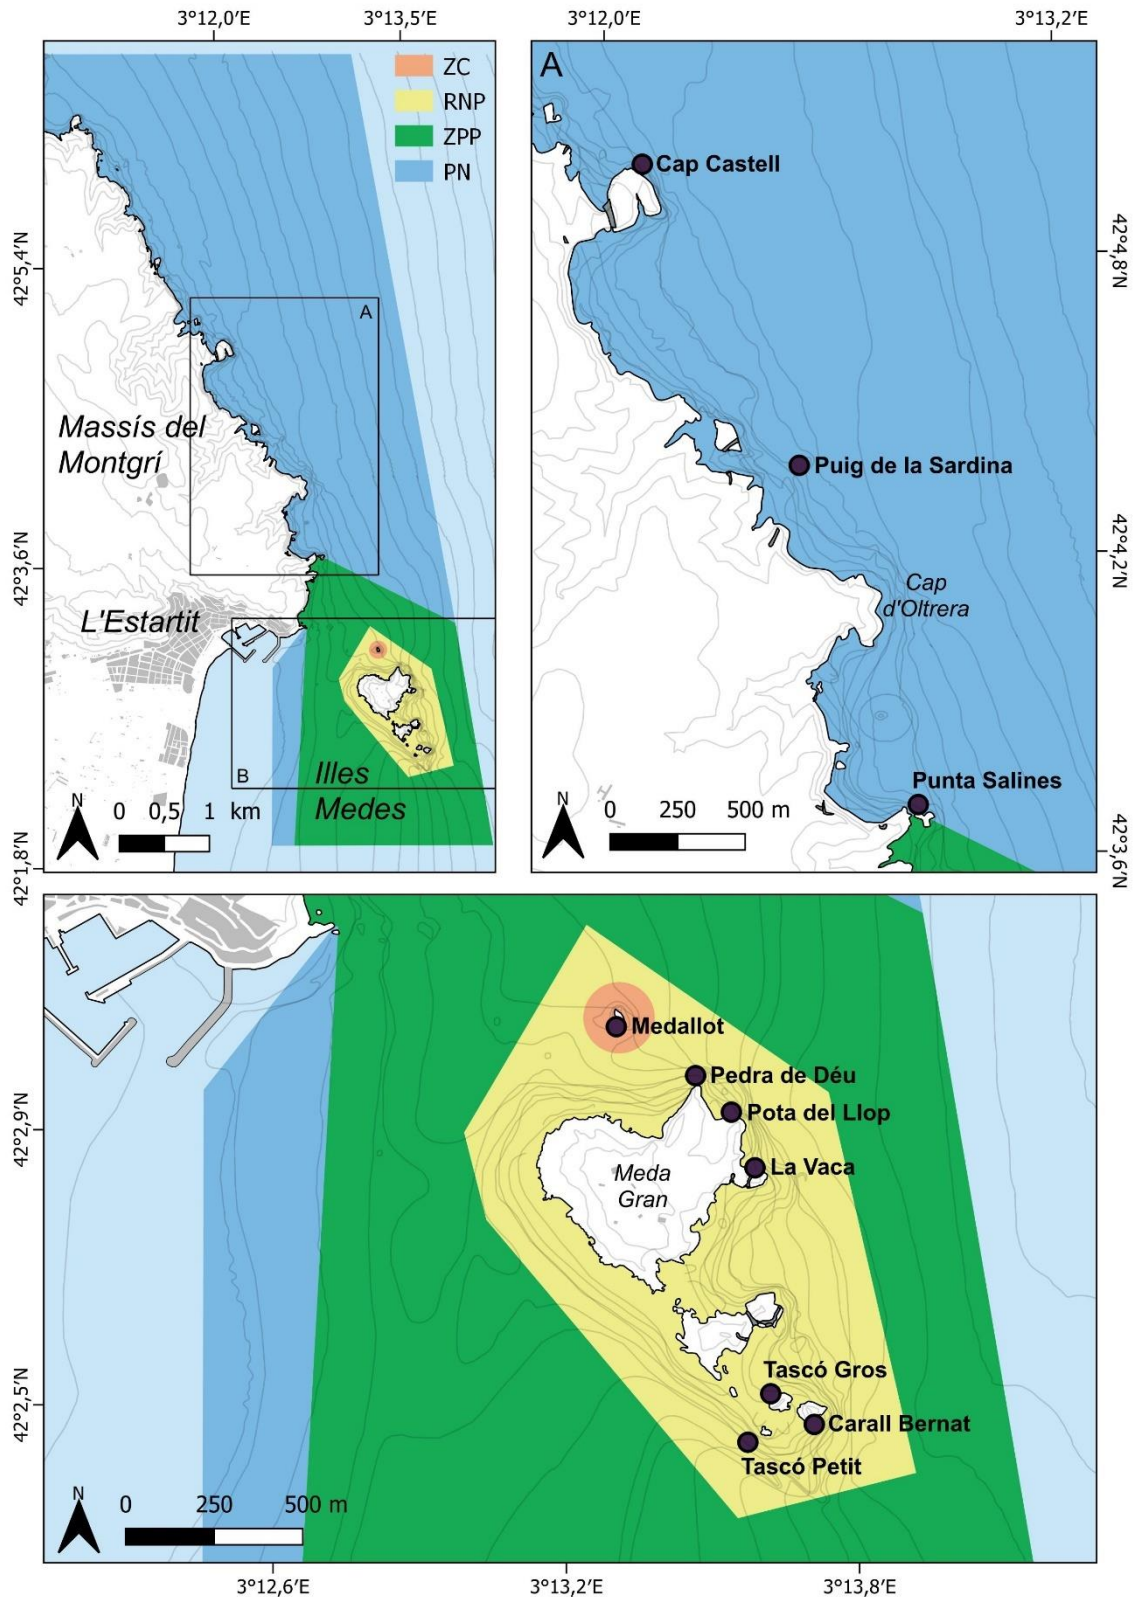 3°12,0'E
3°13,5'E
3°12,0'E
3°13,2'E
ZC
RNP
ZPP
PN
42°5,4'N
42°3,6'N
42°1,8'N
A
Massís del
Montgrí
L'Estartit
B
Illes
Medes
N
0 0,5 1 km
A
Cap Castell
Puig de la Sardina
Cap
d'Oltrera
Punta Salines
N
0 250 500 m
42°4,8'N
42°4,2'N
42°3,6'N
Medallot
Pedra de Déu
Pota del Llop
La Vaca
Meda
Gran
Tascó Gros
Carall Bernat
Tascó Petit
42°2,9'N
42°2,5'N
N
0 250 500 m
3°12,6'E
3°13,2'E
3°13,8'E